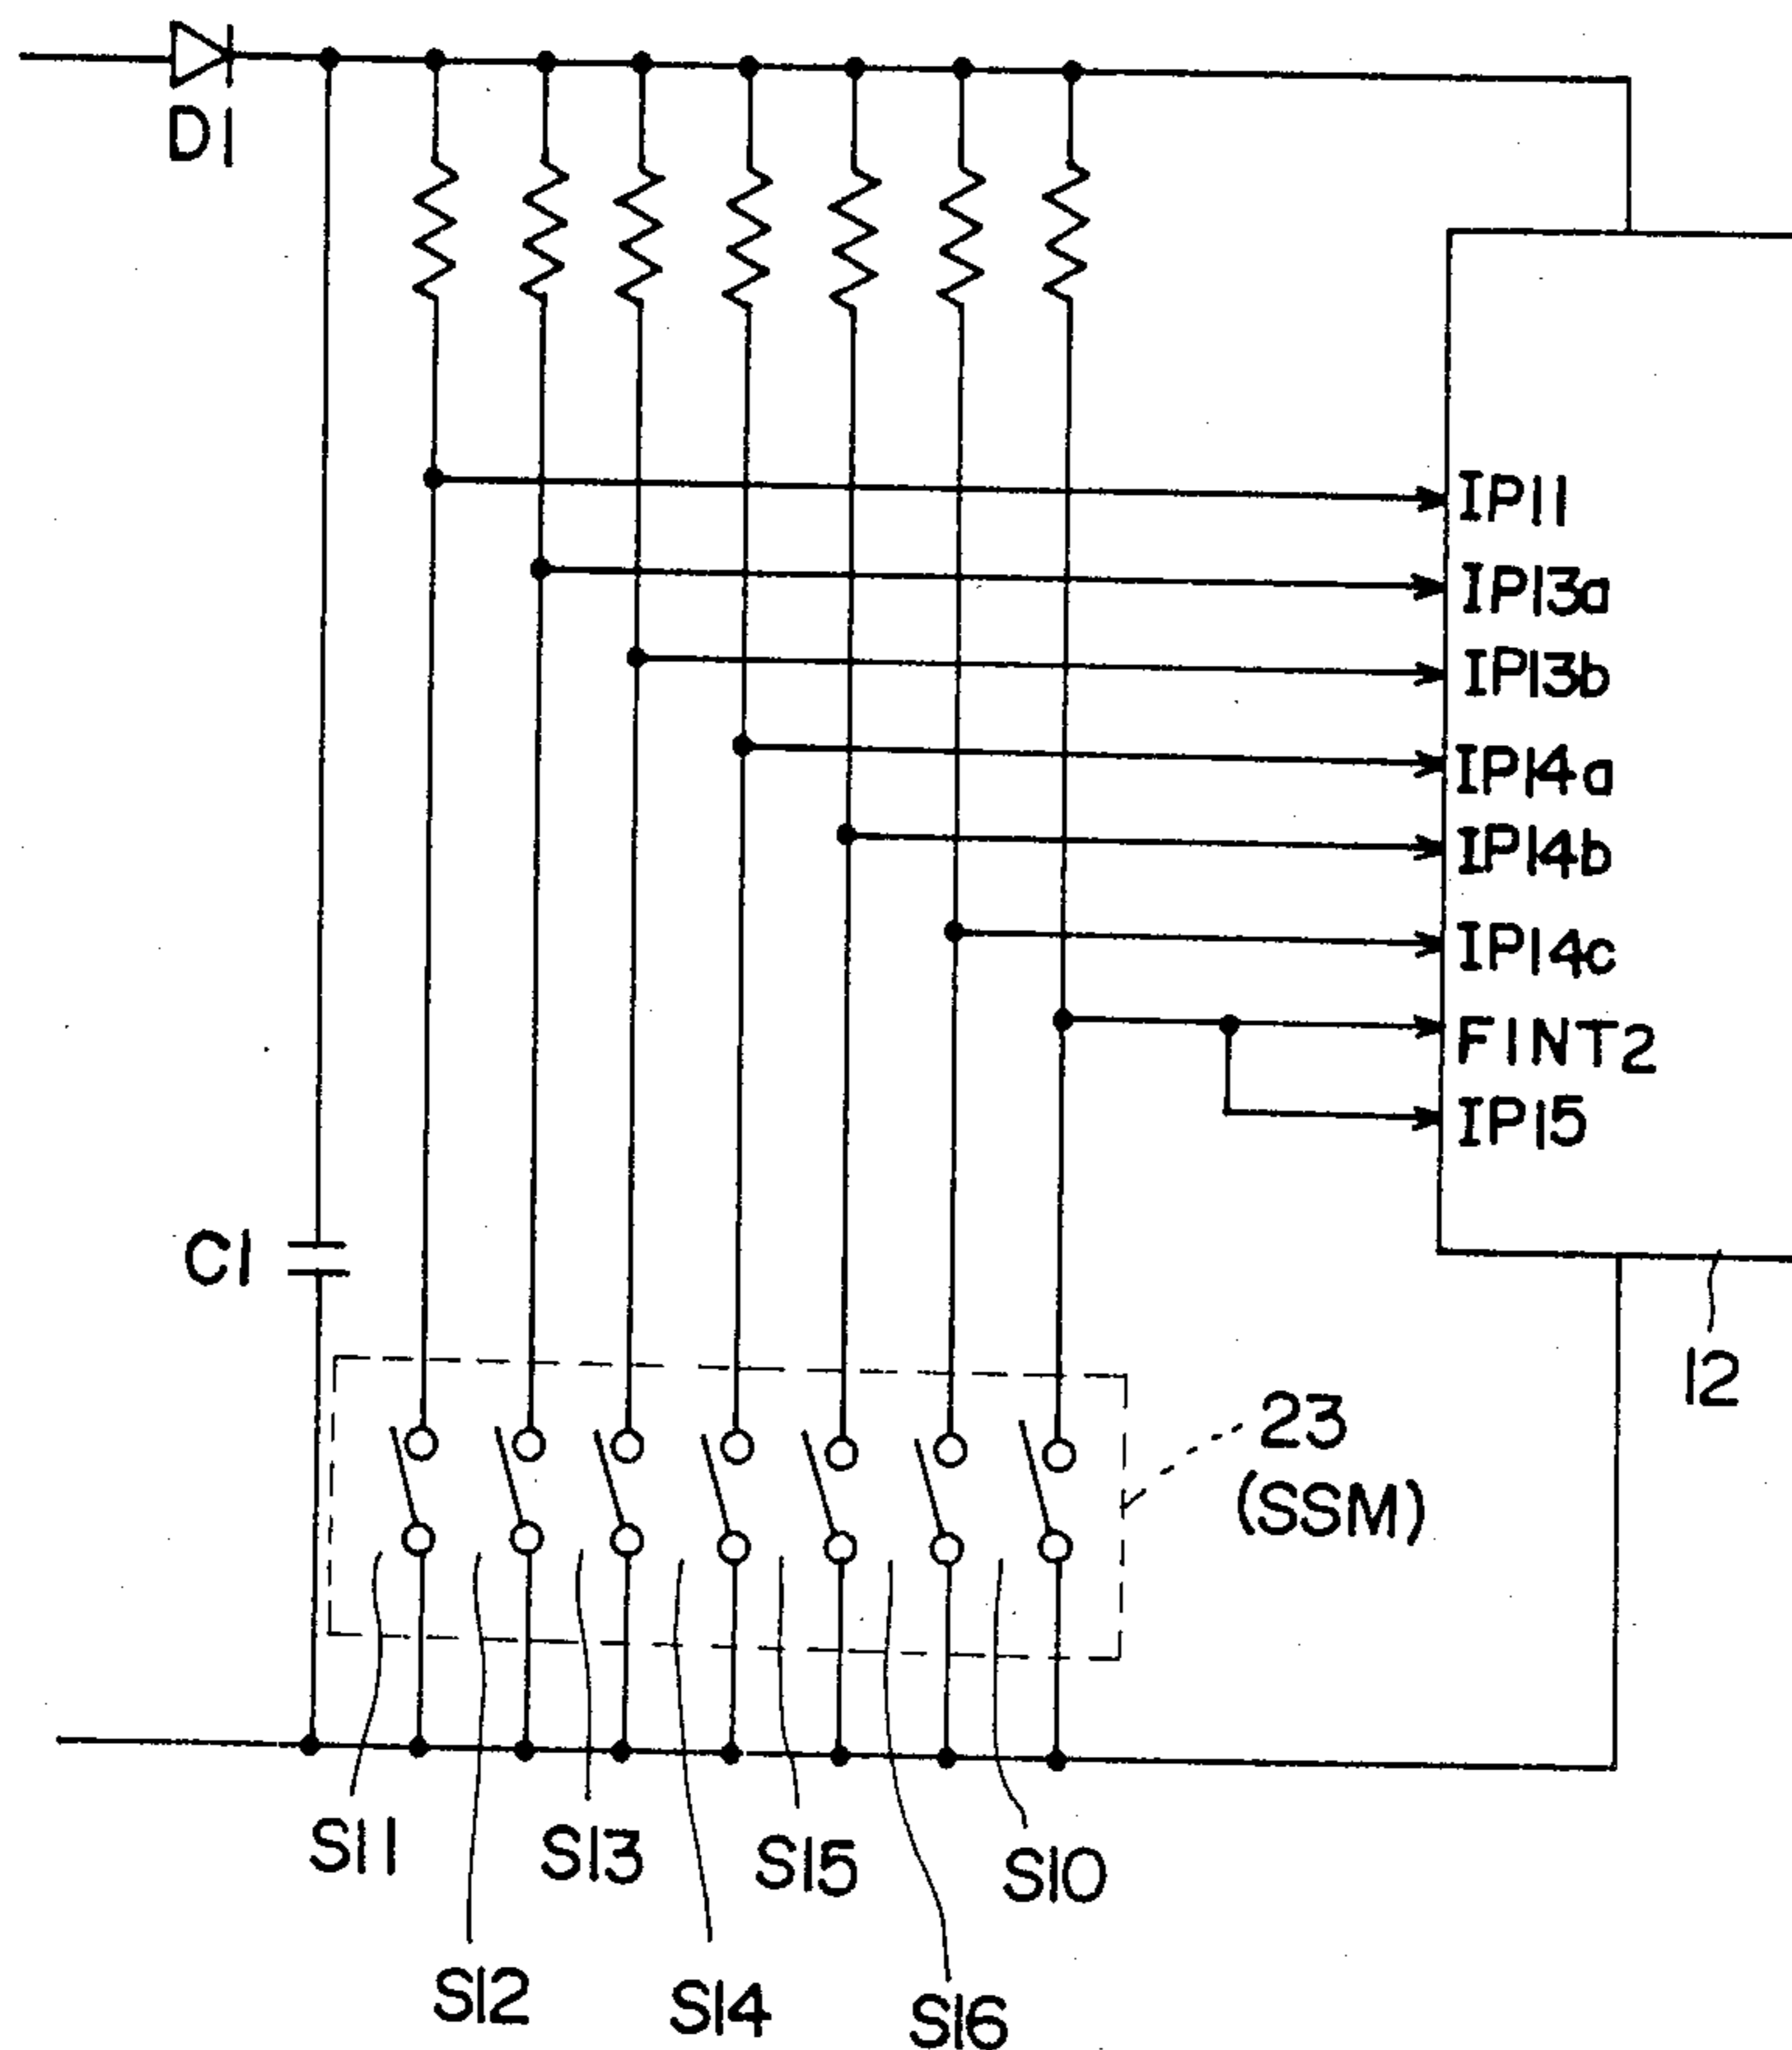 D1
IP11
IP13a
IP13b
IP14a
IP14b
IP14c
FINT2
IP15
C1
12
23
(SSM)
S11
S13
S15
S10
S12
S14
S16